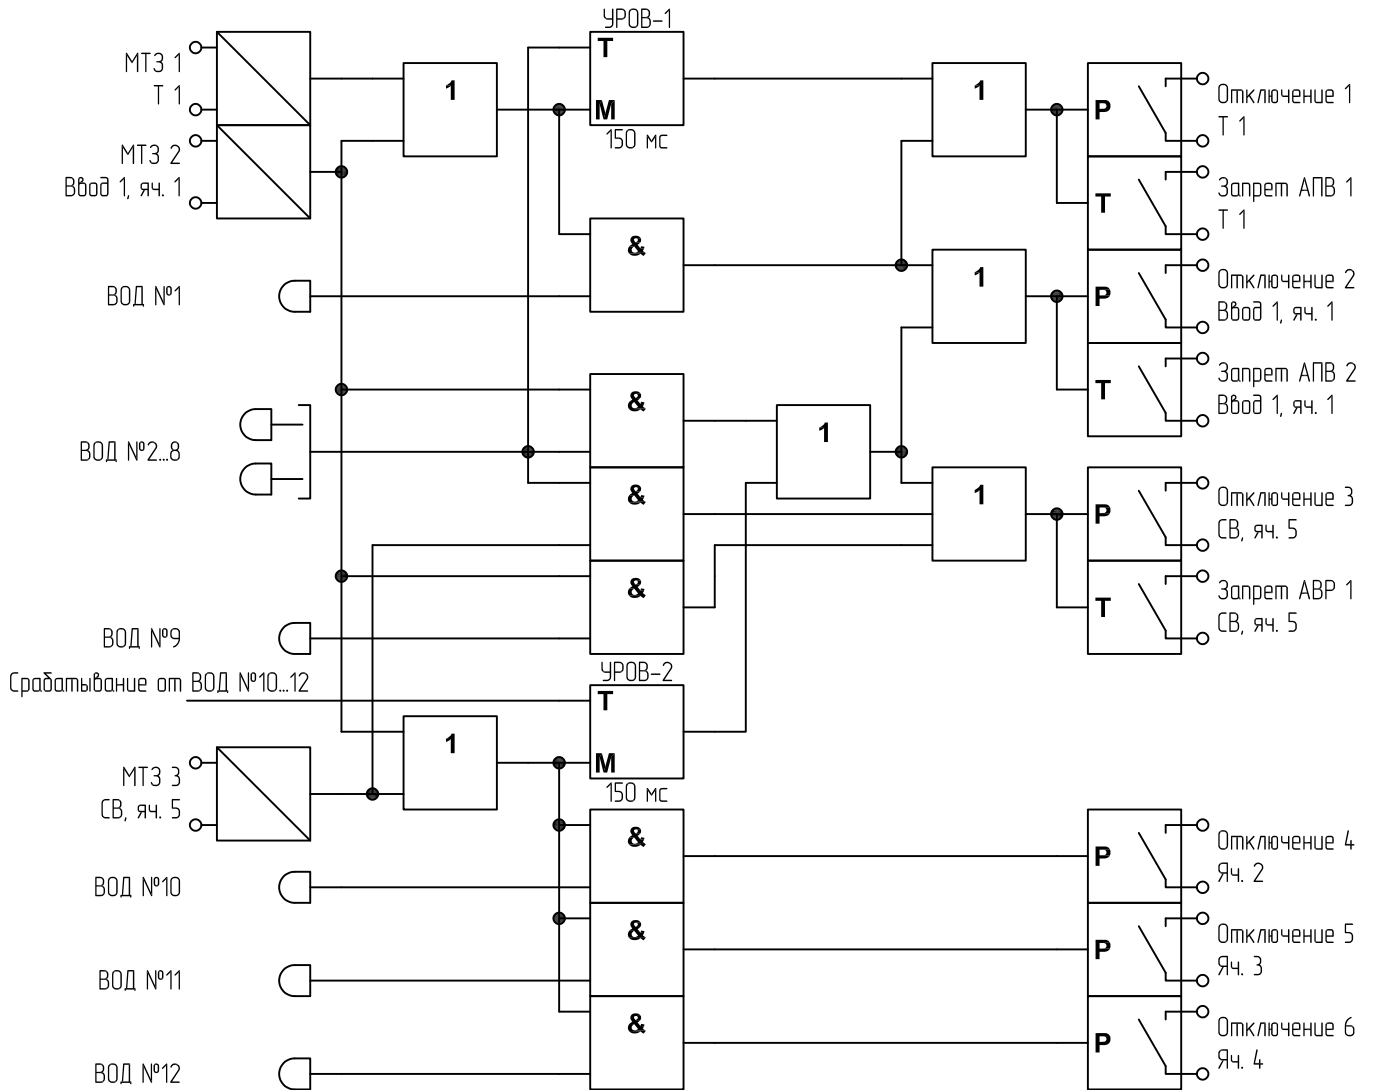 УРОВ-1
МТЗ 1
Т 1
1
T
M
150 мс
1
P
Отключение 1
Т 1
МТЗ 2
Ввод 1, яч. 1
T
Запрет АПВ 1
Т 1
ВОД №1
&
1
P
Отключение 2
Ввод 1, яч. 1
T
Запрет АПВ 2
Ввод 1, яч. 1
ВОД №2...8
&
1
&
1
P
Отключение 3
СВ, яч. 5
&
T
Запрет АВР 1
СВ, яч. 5
ВОД №9
Срабатывание от ВОД №10...12
УРОВ-2
T
M
150 мс
1
МТЗ 3
СВ, яч. 5
&
P
Отключение 4
Яч. 2
ВОД №10
&
P
Отключение 5
Яч. 3
ВОД №11
&
P
Отключение 6
Яч. 4
ВОД №12